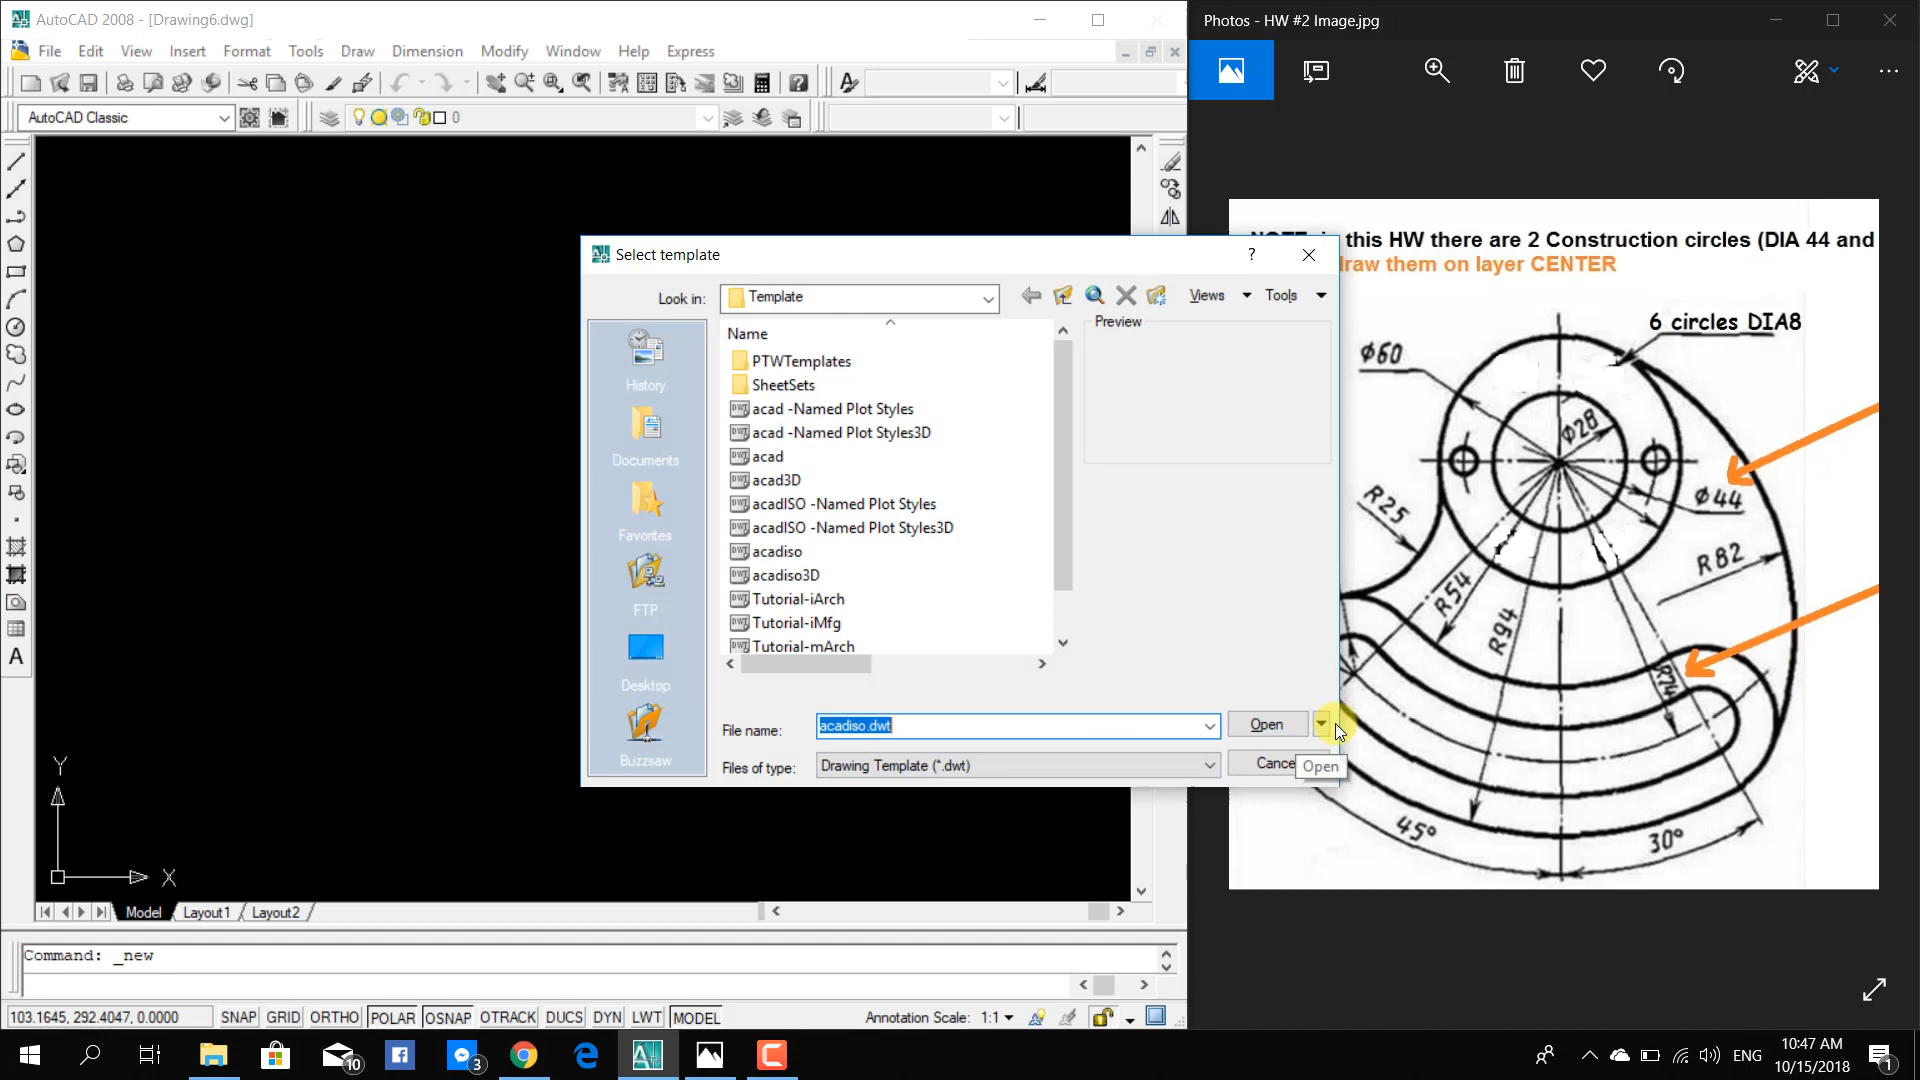 AutoCAD 2008 - [Drawing6.dwg]
File Edit View Insert Format Tools Draw Dimension Modify Window Help Express
AutoCAD Classic
0
Select template
?
Look in:
Template
Views
Tools
Name
Preview
PTWTemplates
SheetSets
acad -Named Plot Styles
acad -Named Plot Styles3D
acad
acad3D
acadISO -Named Plot Styles
acadISO -Named Plot Styles3D
acadiso
acadiso3D
Tutorial-iArch
Tutorial-iMfg
Tutorial-mArch
History
Documents
Favorites
FTP
Desktop
Buzzsaw
File name:
acadiso.dwt
Open
Files of type:
Drawing Template (*.dwt)
Cance
Open
Y
X
Model
Layout1
Layout2
Command: _new
103.1645, 292.4047, 0.0000
SNAP GRID ORTHO POLAR OSNAP OTRACK DUCS DYN LWT MODEL
Annotation Scale: 1:1
Photos - HW #2 Image.jpg
this HW there are 2 Construction circles (DIA 44 and
draw them on layer CENTER
6 circles DIA8
ϕ60
ϕ28
R25
ϕ44
R82
R54
R94
R74
45°
30°
10
3
ENG
10:47 AM
10/15/2018
1